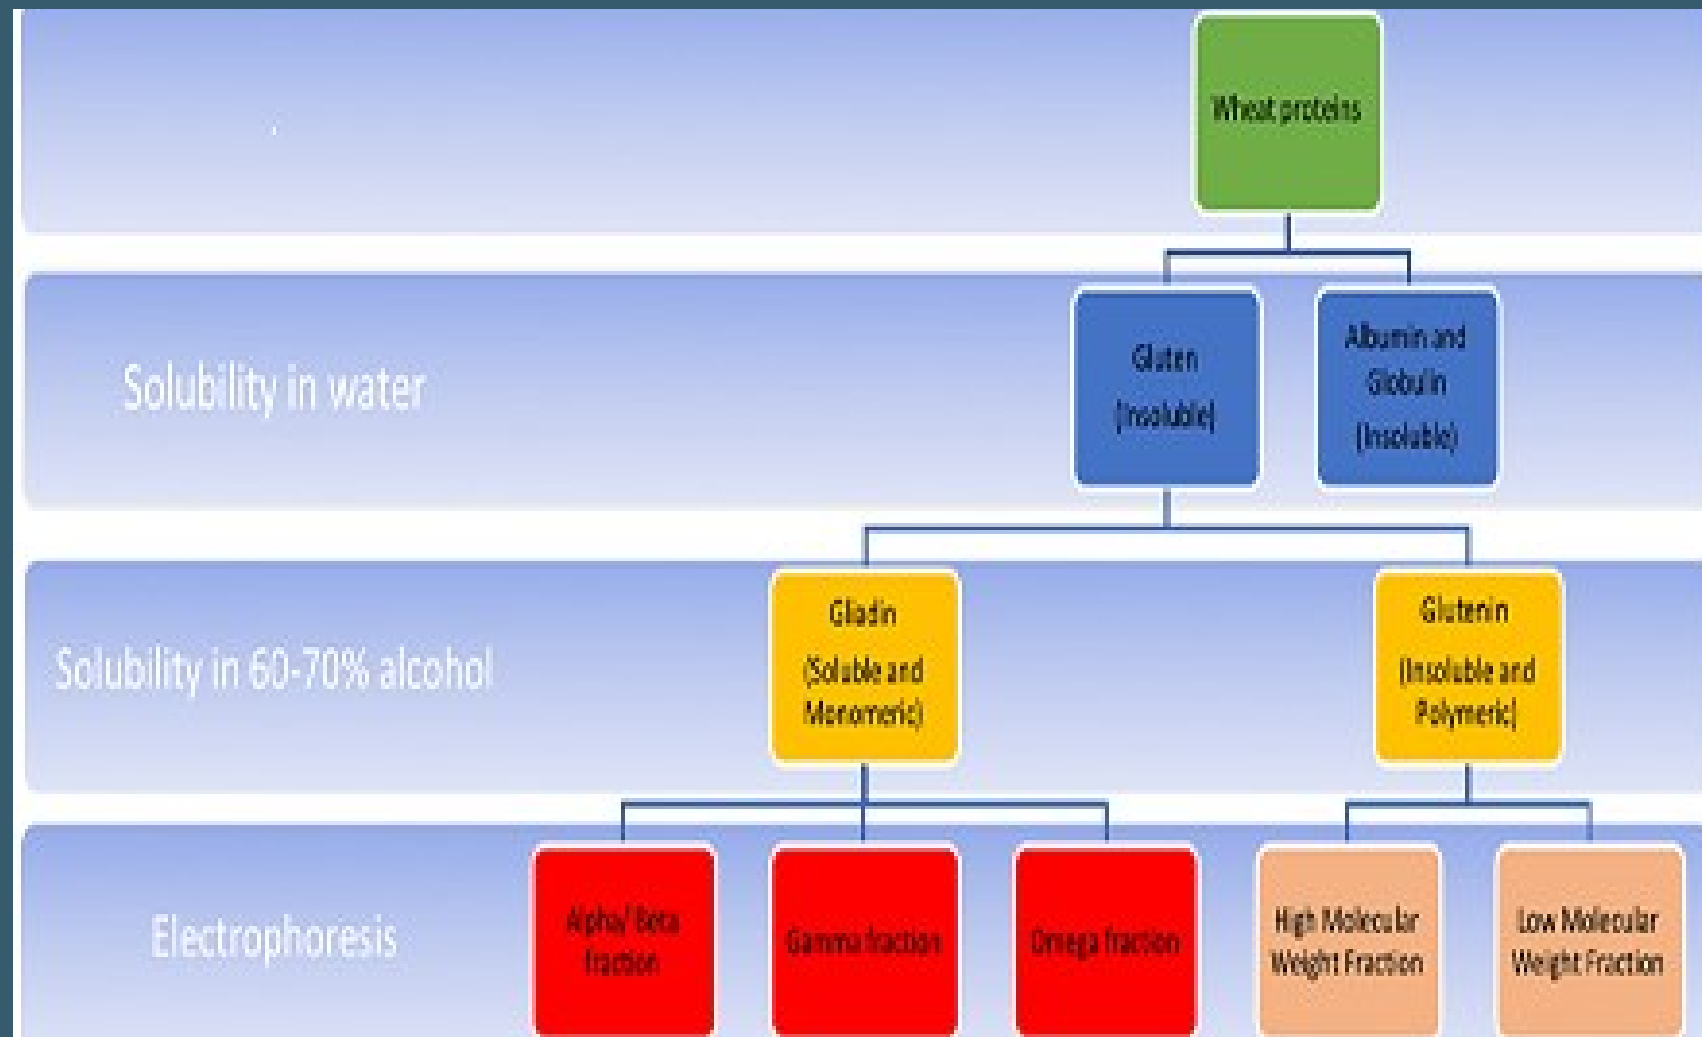 Wheat proteins
Solubility in water
Gluten
(Insoluble)
Albumin and
Globulin
(Insoluble)
Solubility in 60-70% alcohol
Gliadin
(Soluble and
Monomeric)
Glutenin
(Insoluble and
Polymeric)
Electrophoresis
Alpha/ Beta
fraction
Gamma fraction
Omega fraction
High Molecular
Weight Fraction
Low Molecular
Weight Fraction